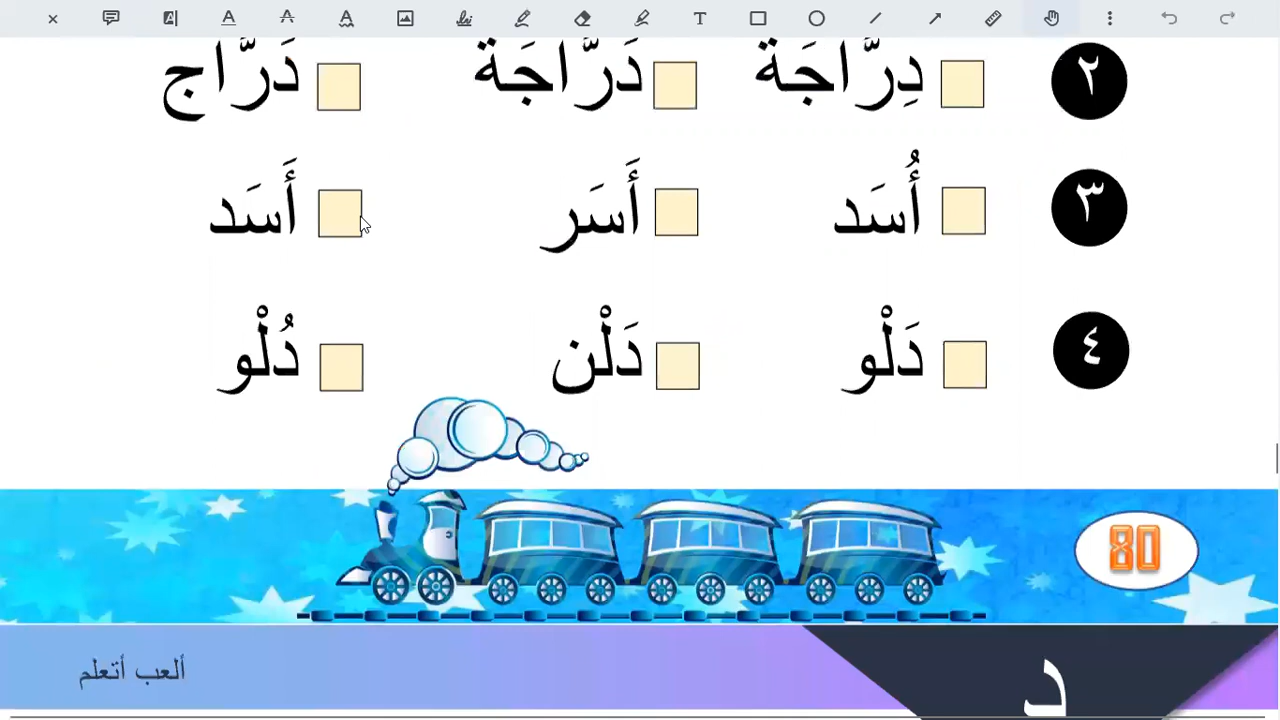 ٢ دِرَّاجَة دَرَّاجَة دَرَّاج
٣ أُسَد أَسَر أَسَد
٤ دَلْو دَلْن دُلْو
80
د
ألعب أتعلم